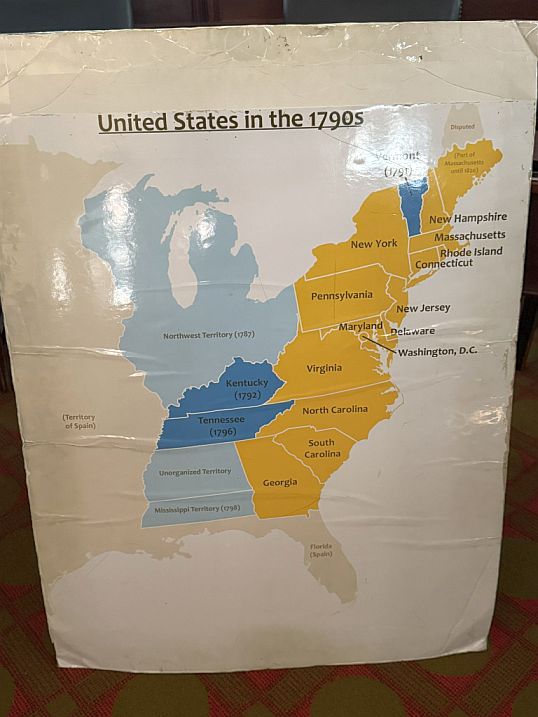 United States in the 1790s
Disputed
(Part of
Massachusetts
until 1820)
Vermont
(1791)
New Hampshire
Massachusetts
Rhode Island
Connecticut
New York
Pennsylvania
New Jersey
Maryland
Delaware
Washington, D.C.
Northwest Territory (1787)
Virginia
Kentucky
(1792)
(Territory
of Spain)
Tennessee
(1796)
North Carolina
South
Carolina
Unorganized Territory
Georgia
Mississippi Territory (1798)
Florida
(Spain)